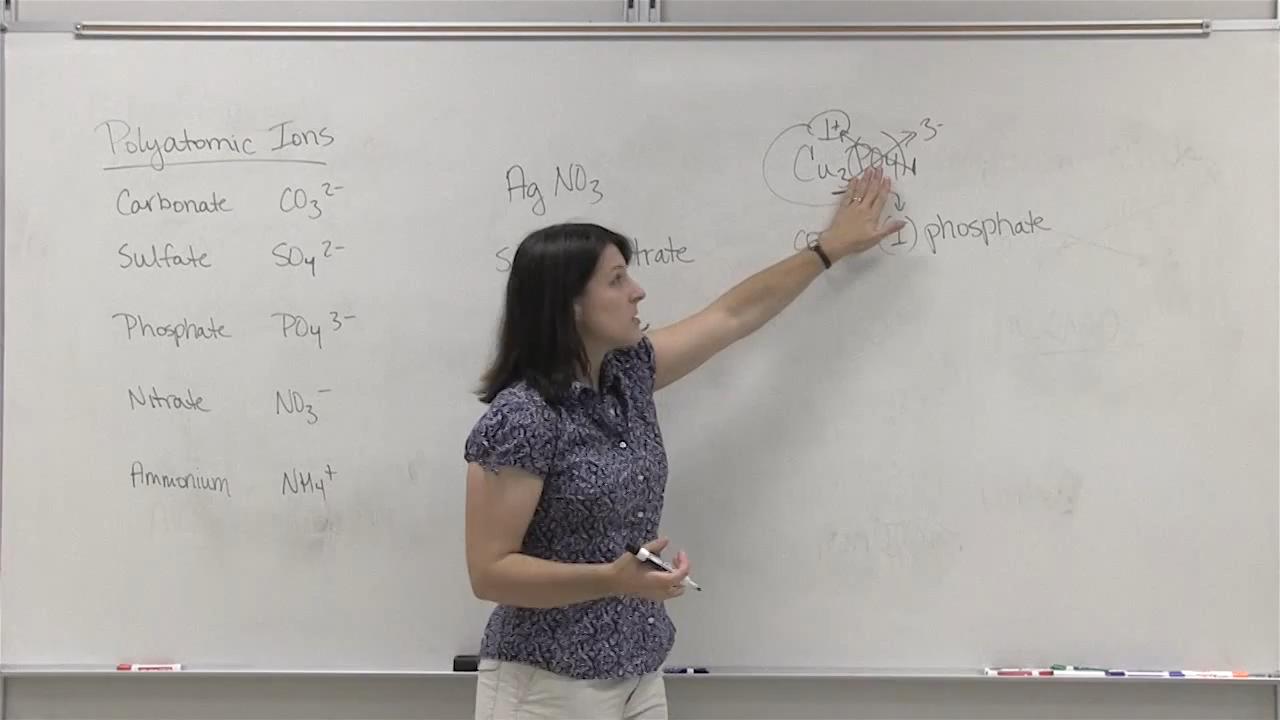 Polyatomic Ions
Carbonate CO3 2-
Sulfate SO4 2-
Phosphate PO4 3-
Nitrate NO3 -
Ammonium NH4 +
Ag NO3
1+ 3-
Cu2(PO4)
(I) phosphate